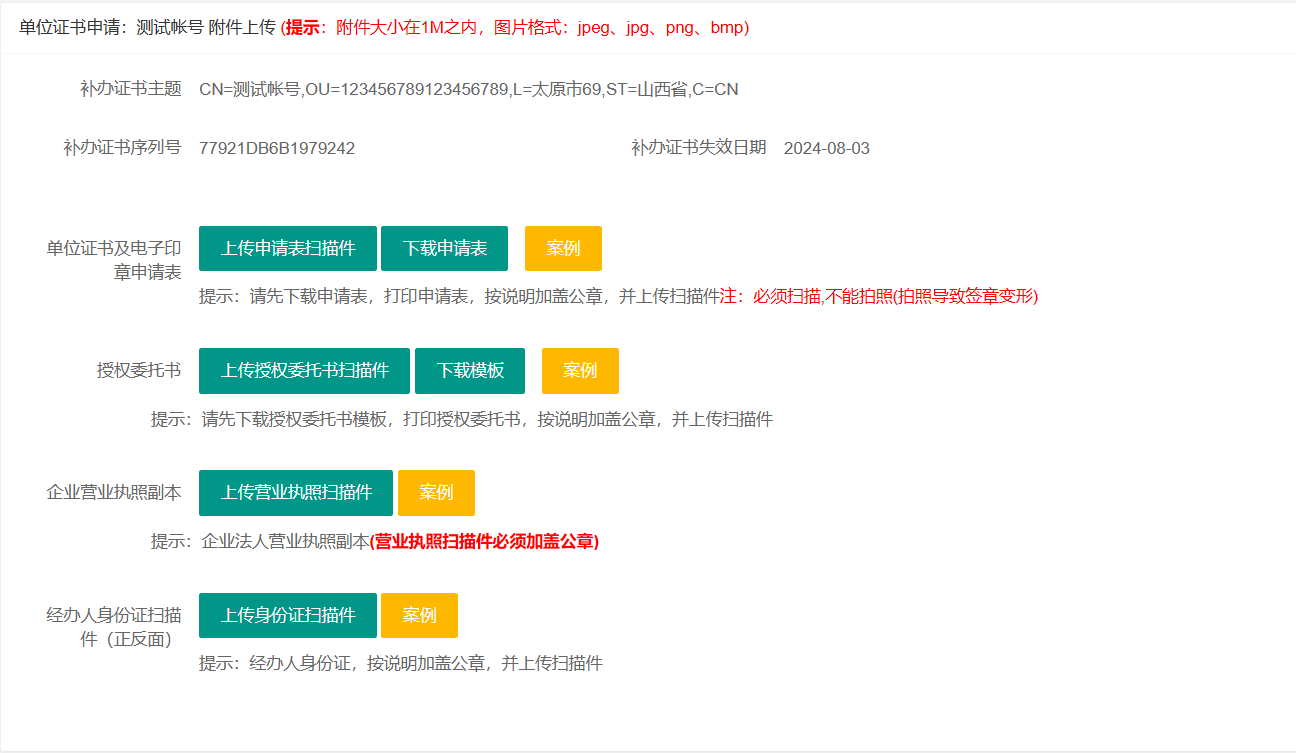 单位证书申请：测试帐号 附件上传 (提示：附件大小在1M之内，图片格式：jpeg、jpg、png、bmp)
补办证书主题 CN=测试帐号,OU=123456789123456789,L=太原市69,ST=山西省,C=CN
补办证书序列号 77921DB6B1979242 补办证书失效日期 2024-08-03
单位证书及电子印
章申请表
上传申请表扫描件 下载申请表 案例
提示：请先下载申请表，打印申请表，按说明加盖公章，并上传扫描件注：必须扫描,不能拍照(拍照导致签章变形)
授权委托书 上传授权委托书扫描件 下载模板 案例
提示：请先下载授权委托书模板，打印授权委托书，按说明加盖公章，并上传扫描件
企业营业执照副本 上传营业执照扫描件 案例
提示：企业法人营业执照副本(营业执照扫描件必须加盖公章)
经办人身份证扫描
件（正反面）
上传身份证扫描件 案例
提示：经办人身份证，按说明加盖公章，并上传扫描件